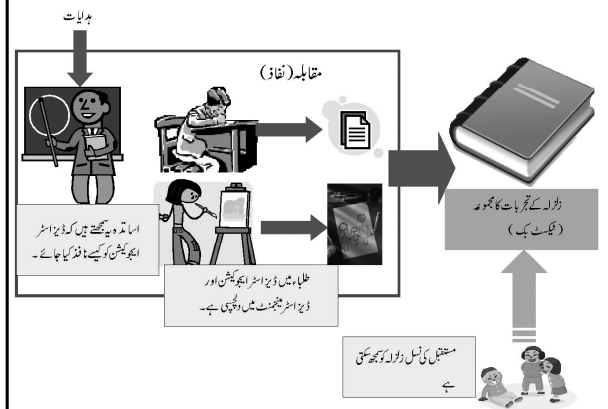 ہدایات
مقابلہ (نفاذ)
اساتدہ یہ سمجھتے ہیں کہ ڈیزاسٹر
ایجوکیشن کو کیسے نافذ کیا جائے ۔
طلباء میں ڈیزاسٹر ایجوکیشن اور
ڈیزاسٹر مینجمنٹ میں دلچسپی ہے۔
زلزلہ کے تجربات کا مجموعہ
(ٹیکسٹ بک)
مستقبل کی نسل زلزلہ کو سمجھ سکتی
ہے